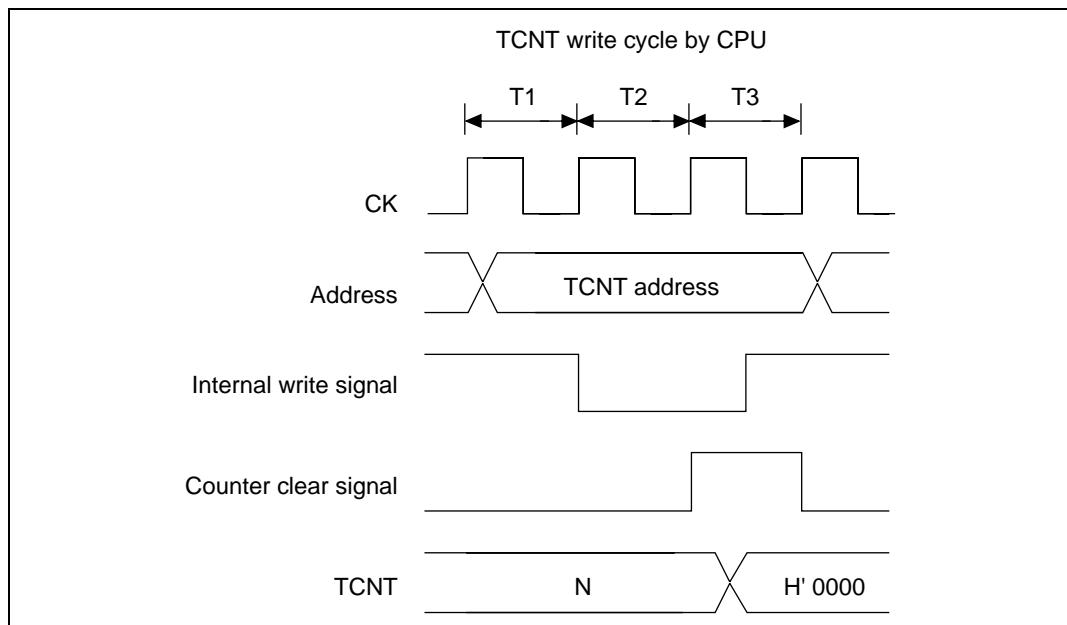 TCNT write cycle by CPU
T1 T2 T3
CK
Address TCNT address
Internal write signal
Counter clear signal
TCNT N H' 0000